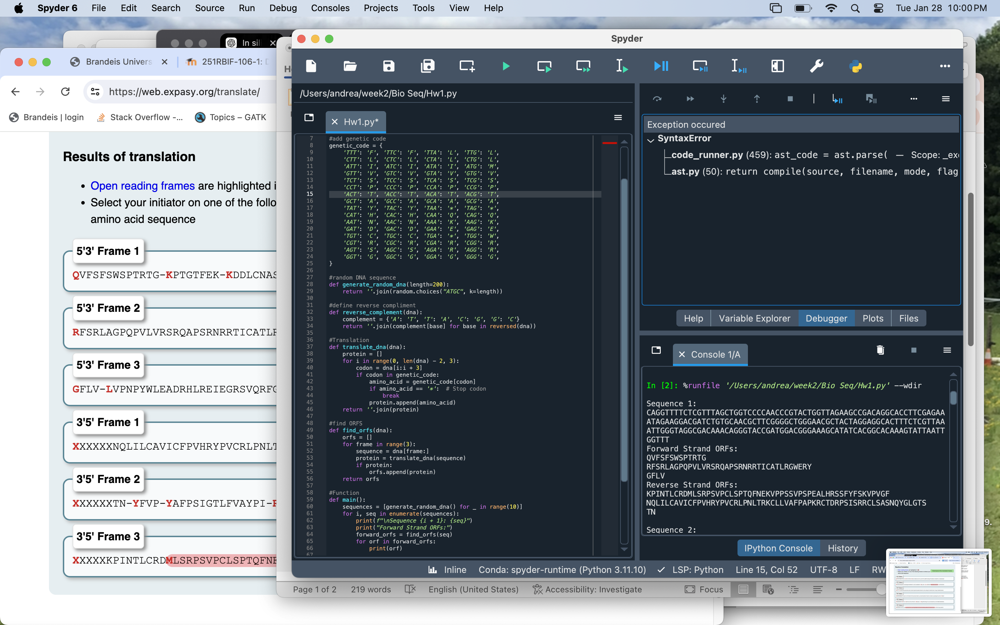 Spyder 6 File Edit Search Source Run Debug Consoles Projects Tools View Help Tue Jan 28 10:00 PM
In sil
Brandeis Univers
251RBIF-106-1: D
https://web.expasy.org/translate/
Brandeis | login Stack Overflow -... Topics – GATK
Results of translation
Open reading frames are highlighted i
Select your initiator on one of the follo
amino acid sequence
5'3' Frame 1
QVFSFSWSPTRTG-KPTGTFEK-KDDLCNAS
5'3' Frame 2
RFSRLAGPQPVLVRSRQAPSRNRRTICATLR
5'3' Frame 3
GFLV-LVPNPYWLEADRHLREIEGRSVQRFG
3'5' Frame 1
XXXXXXNQLILCAVICFPVHRYPVCRLPNLT
3'5' Frame 2
XXXXXXTN-YFVP-YAFPSIGTLFVAYPI-R
3'5' Frame 3
XXXXXKPINTLCRDMLSRPSVPCLSPTQFNE
Spyder
/Users/andrea/week2/Bio Seq/Hw1.py
Hw1.py*
7 #add genetic code
8 genetic_code = {
9 'TTT': 'F', 'TTC': 'F', 'TTA': 'L', 'TTG': 'L',
10 'CTT': 'L', 'CTC': 'L', 'CTA': 'L', 'CTG': 'L',
11 'ATT': 'I', 'ATC': 'I', 'ATA': 'I', 'ATG': 'M',
12 'GTT': 'V', 'GTC': 'V', 'GTA': 'V', 'GTG': 'V',
13 'TCT': 'S', 'TCC': 'S', 'TCA': 'S', 'TCG': 'S',
14 'CCT': 'P', 'CCC': 'P', 'CCA': 'P', 'CCG': 'P',
15 'ACT': 'T', 'ACC': 'T', 'ACA': 'T', 'ACG': 'T',
16 'GCT': 'A', 'GCC': 'A', 'GCA': 'A', 'GCG': 'A',
17 'TAT': 'Y', 'TAC': 'Y', 'TAA': '*', 'TAG': '*',
18 'CAT': 'H', 'CAC': 'H', 'CAA': 'Q', 'CAG': 'Q',
19 'AAT': 'N', 'AAC': 'N', 'AAA': 'K', 'AAG': 'K',
20 'GAT': 'D', 'GAC': 'D', 'GAA': 'E', 'GAG': 'E',
21 'TGT': 'C', 'TGC': 'C', 'TGA': '*', 'TGG': 'W',
22 'CGT': 'R', 'CGC': 'R', 'CGA': 'R', 'CGG': 'R',
23 'AGT': 'S', 'AGC': 'S', 'AGA': 'R', 'AGG': 'R',
24 'GGT': 'G', 'GGC': 'G', 'GGA': 'G', 'GGG': 'G',
25 }
26
27 #random DNA sequence
28 def generate_random_dna(length=200):
29 return ''.join(random.choices("ATGC", k=length))
30
31 #define reverse compliment
32 def reverse_complement(dna):
33 complement = {'A': 'T', 'T': 'A', 'C': 'G', 'G': 'C'}
34 return ''.join(complement[base] for base in reversed(dna))
35
36 #Translation
37 def translate_dna(dna):
38 protein = []
39 for i in range(0, len(dna) - 2, 3):
40 codon = dna[i:i + 3]
41 if codon in genetic_code:
42 amino_acid = genetic_code[codon]
43 if amino_acid == '*': # Stop codon
44 break
45 protein.append(amino_acid)
46 return ''.join(protein)
47
48 #find ORFS
49 def find_orfs(dna):
50 orfs = []
51 for frame in range(3):
52 sequence = dna[frame:]
53 protein = translate_dna(sequence)
54 if protein:
55 orfs.append(protein)
56 return orfs
57
58 #Function
59 def main():
60 sequences = [generate_random_dna() for _ in range(10)]
61 for i, seq in enumerate(sequences):
62 print(f"\nSequence {i + 1}: {seq}")
63 print("Forward Strand ORFs:")
64 forward_orfs = find_orfs(seq)
65 for orf in forward_orfs:
66 print(orf)
67
Exception occured
SyntaxError
code_runner.py (459): ast_code = ast.parse( — Scope: _exe
ast.py (50): return compile(source, filename, mode, flag
Help Variable Explorer Debugger Plots Files
Console 1/A
In [2]: %runfile '/Users/andrea/week2/Bio Seq/Hw1.py' --wdir
Sequence 1:
CAGGTTTTCTCGTTTAGCTGGTCCCCAACCCGTACTGGTTAGAAGCCGACAGGCACCTTCGAGAA
ATAGAAGGACGATCTGTGCAACGCTTCGGGGCTGGGAACGCTACTAGGAGGCACTTTCTCGTTAA
ATTGGGTAGGCGACAAACAGGGTACCGATGGACGGGAAAGCATATCACGGCACAAAGTATTAATT
GGTTT
Forward Strand ORFs:
QVFSFSWSPTRTG
RFSRLAGPQPVLVRSRQAPSRNRRTICATLRGWERY
GFLV
Reverse Strand ORFs:
KPINTLCRDMLSRPSVPCLSPTQFNEKVPPSSVPSPEALHRSSFYFSKVPVGF
NQLILCAVICFPVHRYPVCRLPNLTRKCLLVAFPAPKRCTDRPSISRRCLSASNQYGLGTS
TN
Sequence 2:
IPython Console History
Inline Conda: spyder-runtime (Python 3.11.10) LSP: Python Line 15, Col 52 UTF-8 LF RW
Page 1 of 2 219 words English (United States) Accessibility: Investigate Focus
9.